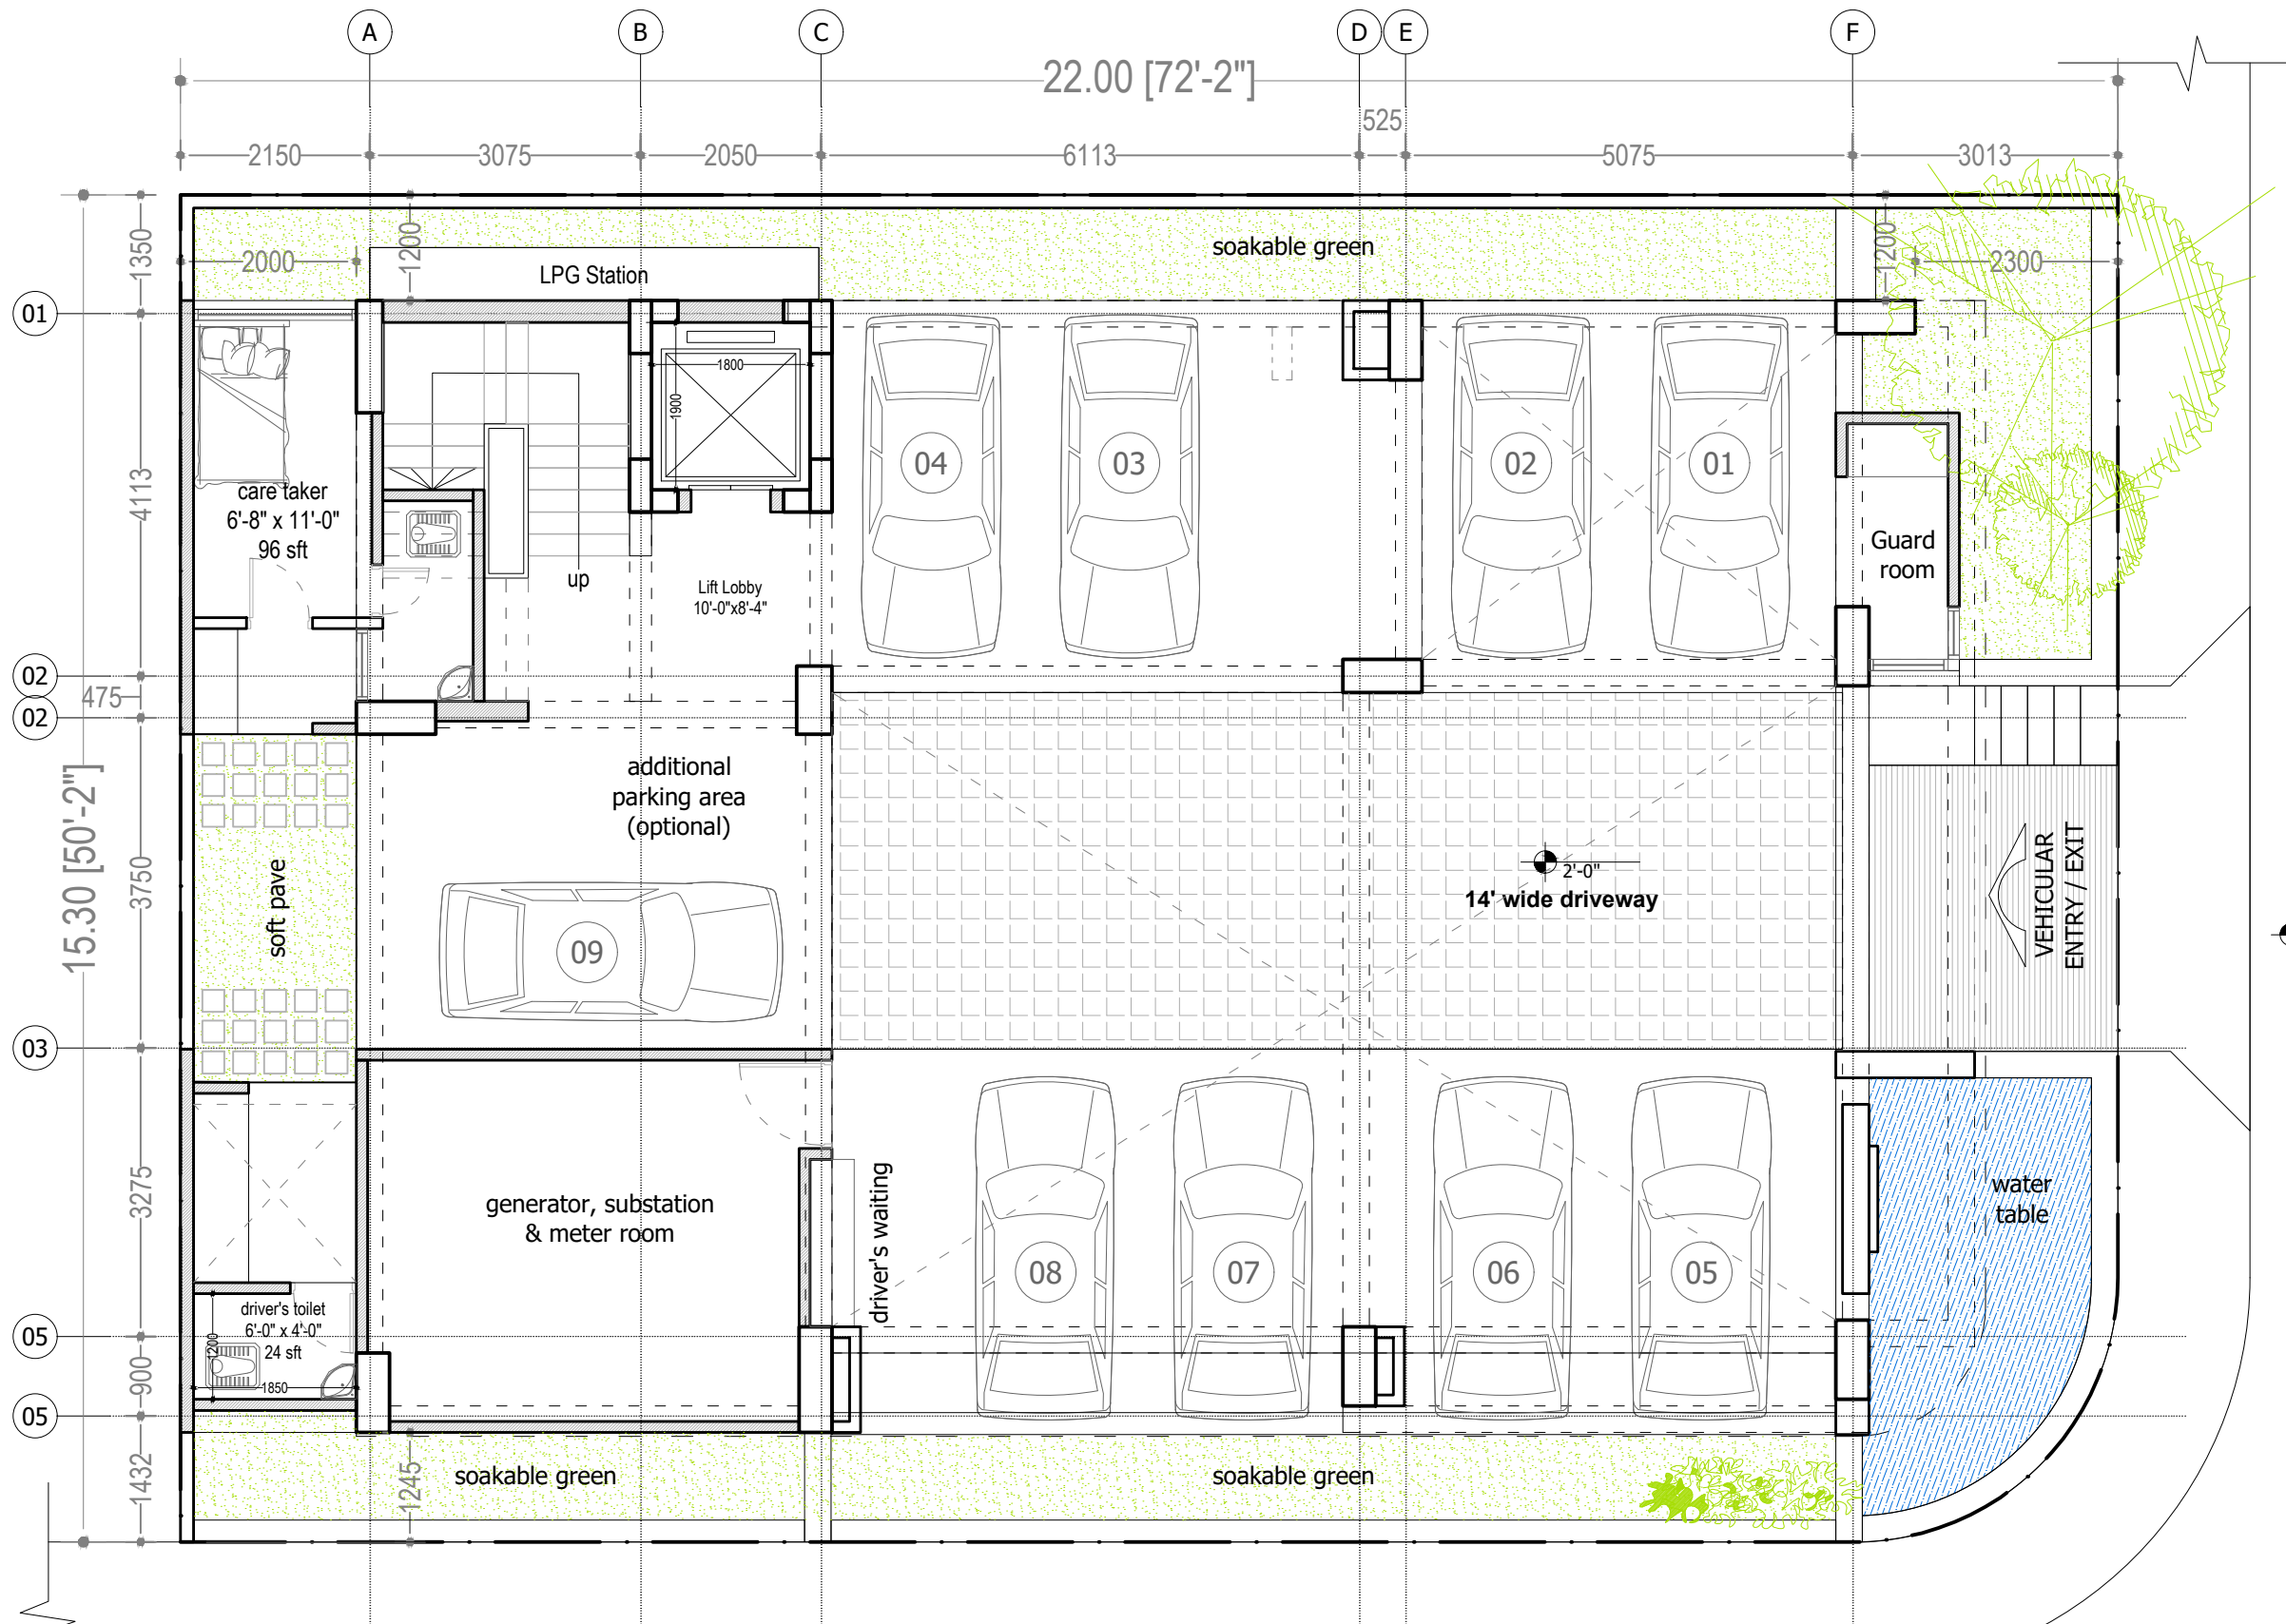 A
B
C
D
E
F
22.00 [72'-2"]
525
2150
3075
2050
6113
5075
3013
1350
2000
1200
LPG Station
soakable green
1200
2300
01
1800
1900
04
03
02
01
care taker
6'-8" x 11'-0"
96 sft
4113
up
Lift Lobby
10'-0"x8'-4"
Guard
room
02
475
02
15.30 [50'-2"]
additional
parking area
(optional)
3750
soft pave
09
2'-0"
14' wide driveway
VEHICULAR
ENTRY / EXIT
03
3275
generator, substation
& meter room
driver's waiting
08
07
06
05
water
table
driver's toilet
6'-0" x 4'-0"
24 sft
1200
1850
05
900
05
1432
1245
soakable green
soakable green